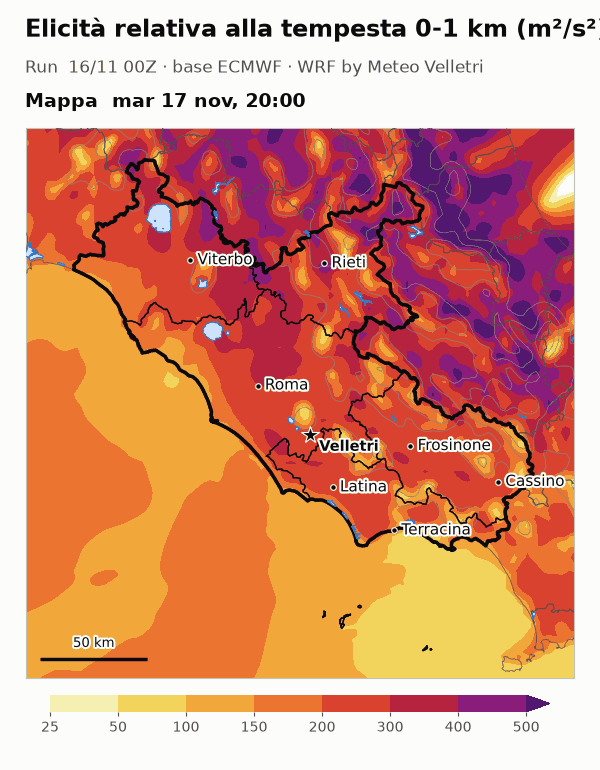 Elicità relativa alla tempesta 0-1 km (m²/s²)
Run  16/11 00Z · base ECMWF · WRF by Meteo Velletri
Mappa  mar 17 nov, 20:00
Viterbo
Rieti
Roma
Velletri
Frosinone
Latina
Cassino
Terracina
50 km
25 50 100 150 200 300 400 500